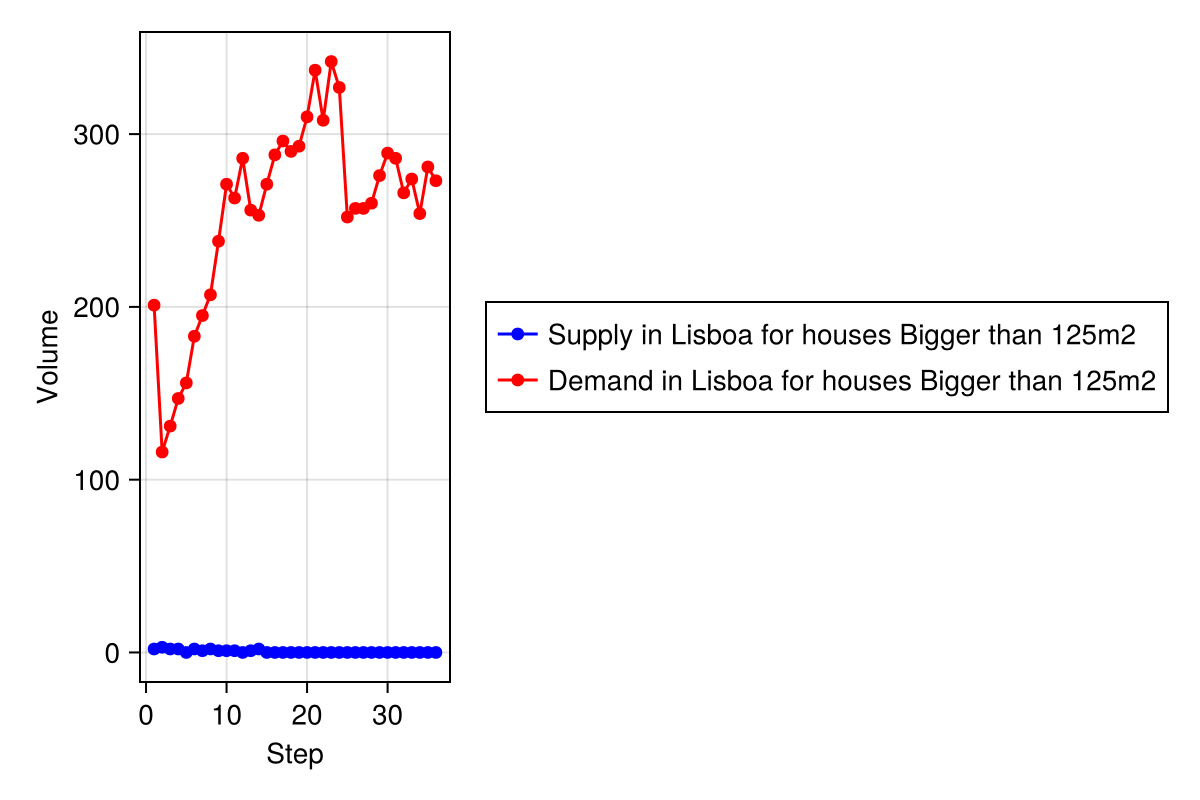 300
200
100
0
Volume
0 10 20 30
Step
Supply in Lisboa for houses Bigger than 125m2
Demand in Lisboa for houses Bigger than 125m2